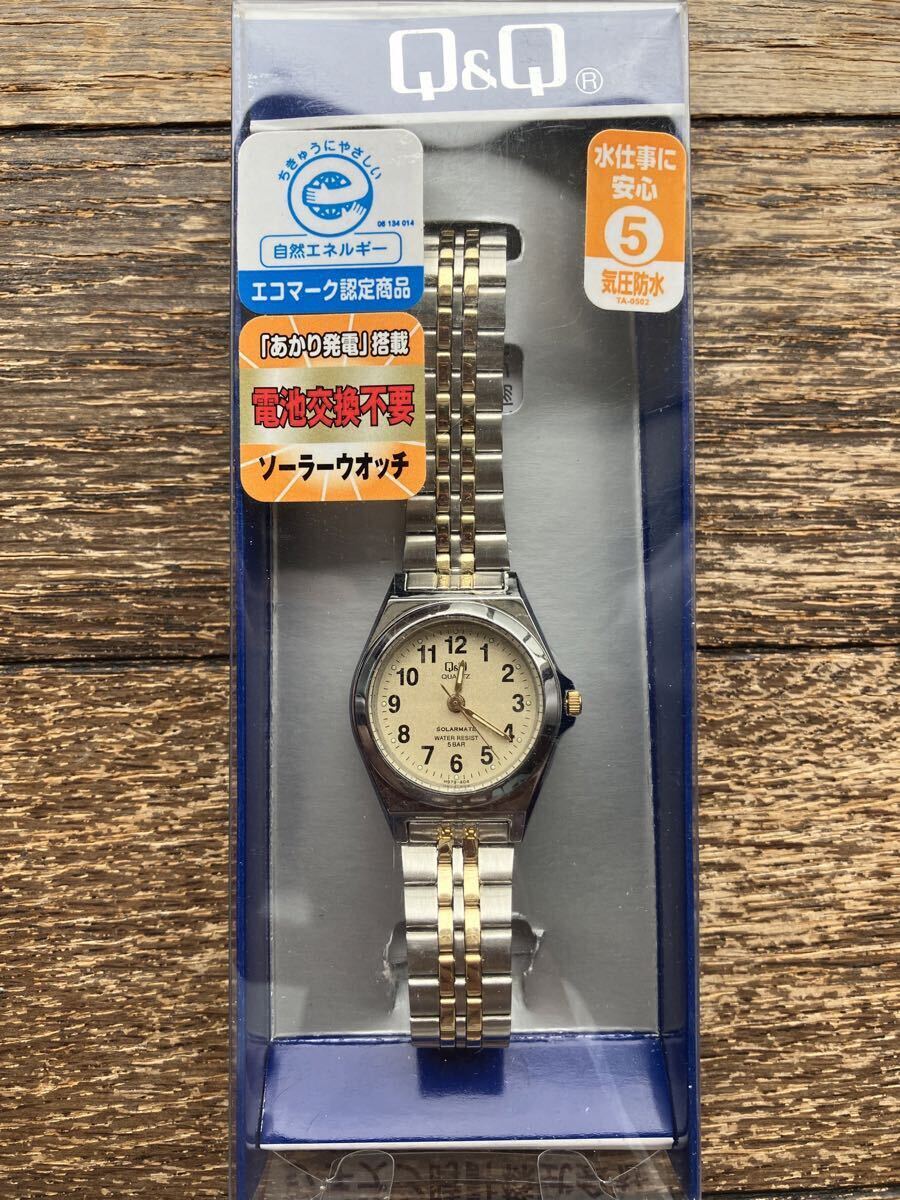 Q&Q®
ちきゅうにやさしい
06 134 014
自然エネルギー
エコマーク認定商品
「あかり発電」搭載
電池交換不要
ソーラーウオッチ
水仕事に
安心
5
気圧防水
TA-0502
11 12 1
10 2
9 3
8 4
7 6 5
Q&Q
QUARTZ
SOLARMATE
WATER RESIST
5 BAR